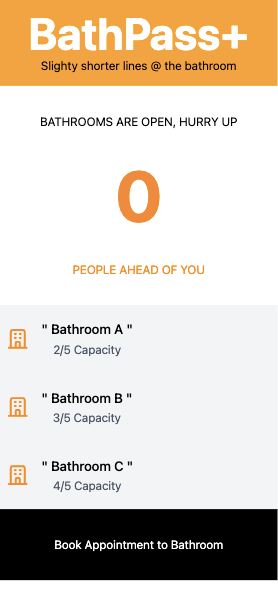 BathPass+
Slighty shorter lines @ the bathroom
BATHROOMS ARE OPEN, HURRY UP
0
PEOPLE AHEAD OF YOU
" Bathroom A "
2/5 Capacity
" Bathroom B "
3/5 Capacity
" Bathroom C "
4/5 Capacity
Book Appointment to Bathroom